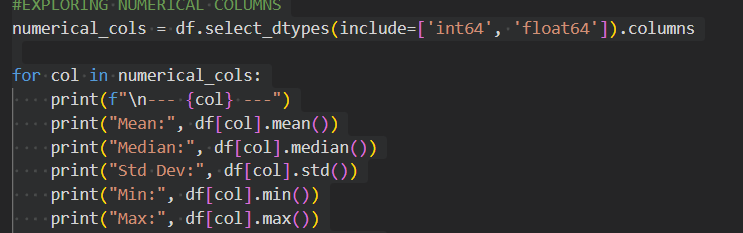 #EXPLORING NUMERICAL COLUMNS
numerical_cols = df.select_dtypes(include=['int64', 'float64']).columns
for col in numerical_cols:
    print(f"\n--- {col} ---")
    print("Mean:", df[col].mean())
    print("Median:", df[col].median())
    print("Std Dev:", df[col].std())
    print("Min:", df[col].min())
    print("Max:", df[col].max())